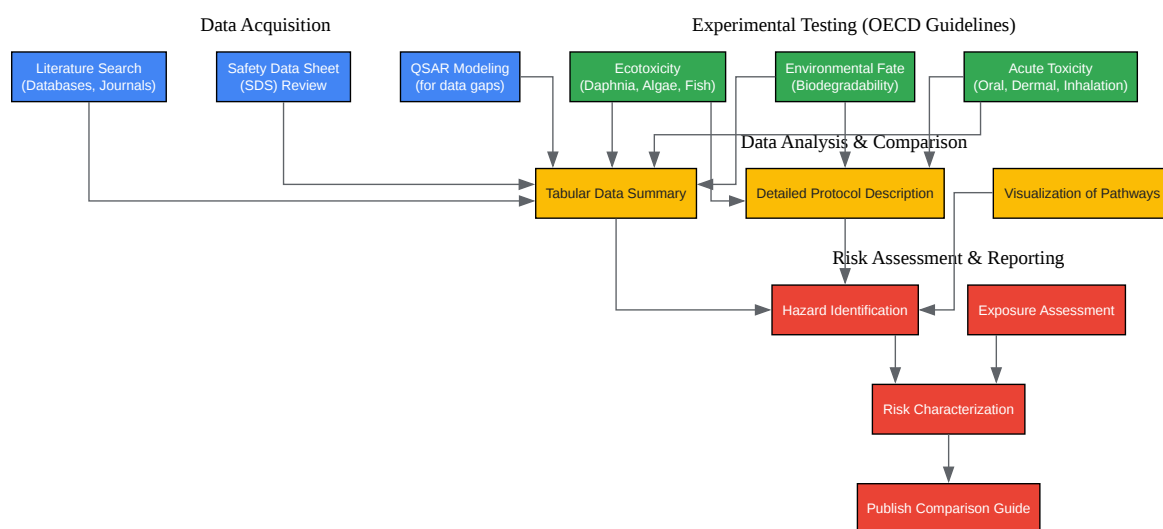 Data Acquisition
Experimental Testing (OECD Guidelines)
Literature Search
(Databases, Journals)
Safety Data Sheet
(SDS) Review
QSAR Modeling
(for data gaps)
Ecotoxicity
(Daphnia, Algae, Fish)
Environmental Fate
(Biodegradability)
Acute Toxicity
(Oral, Dermal, Inhalation)
Data Analysis & Comparison
Tabular Data Summary
Detailed Protocol Description
Visualization of Pathways
Risk Assessment & Reporting
Hazard Identification
Exposure Assessment
Risk Characterization
Publish Comparison Guide